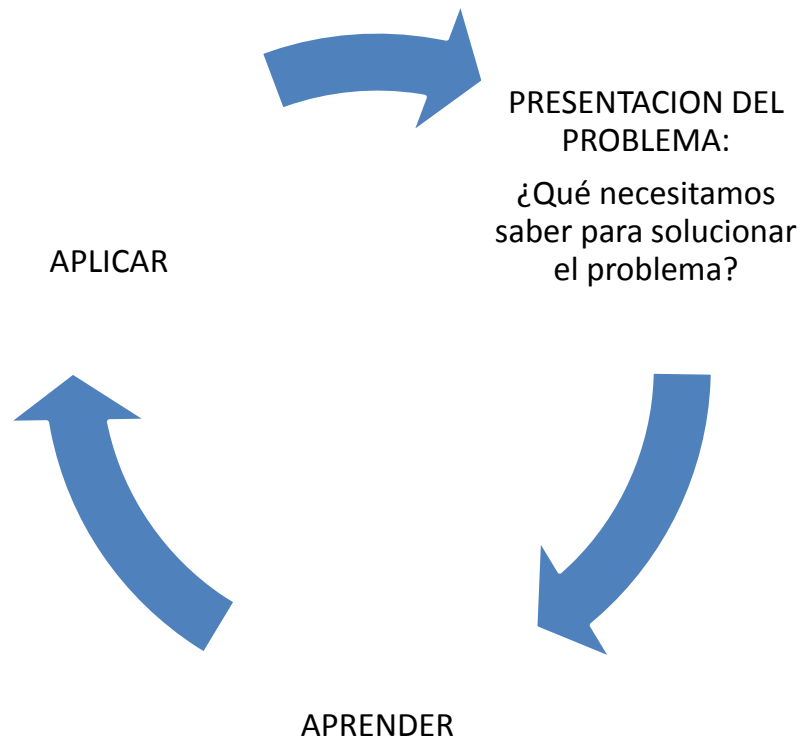 PRESENTACION DEL
PROBLEMA:
¿Qué necesitamos
saber para solucionar
el problema?
APLICAR
APRENDER